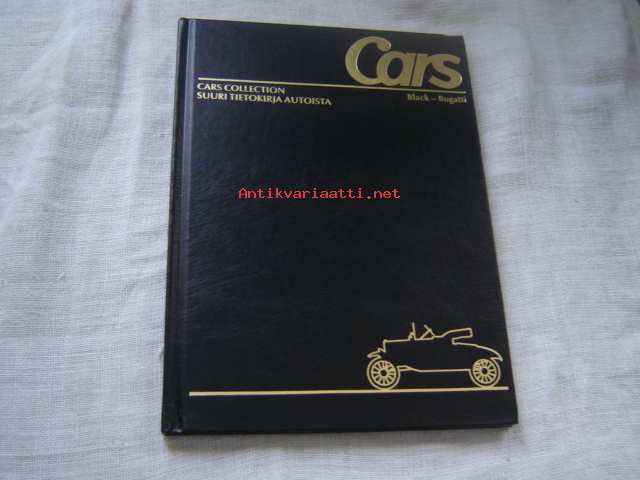 Cars
CARS COLLECTION
SUURI TIETOKIRJA AUTOISTA
Black – Bugatti
Antikvariaatti.net